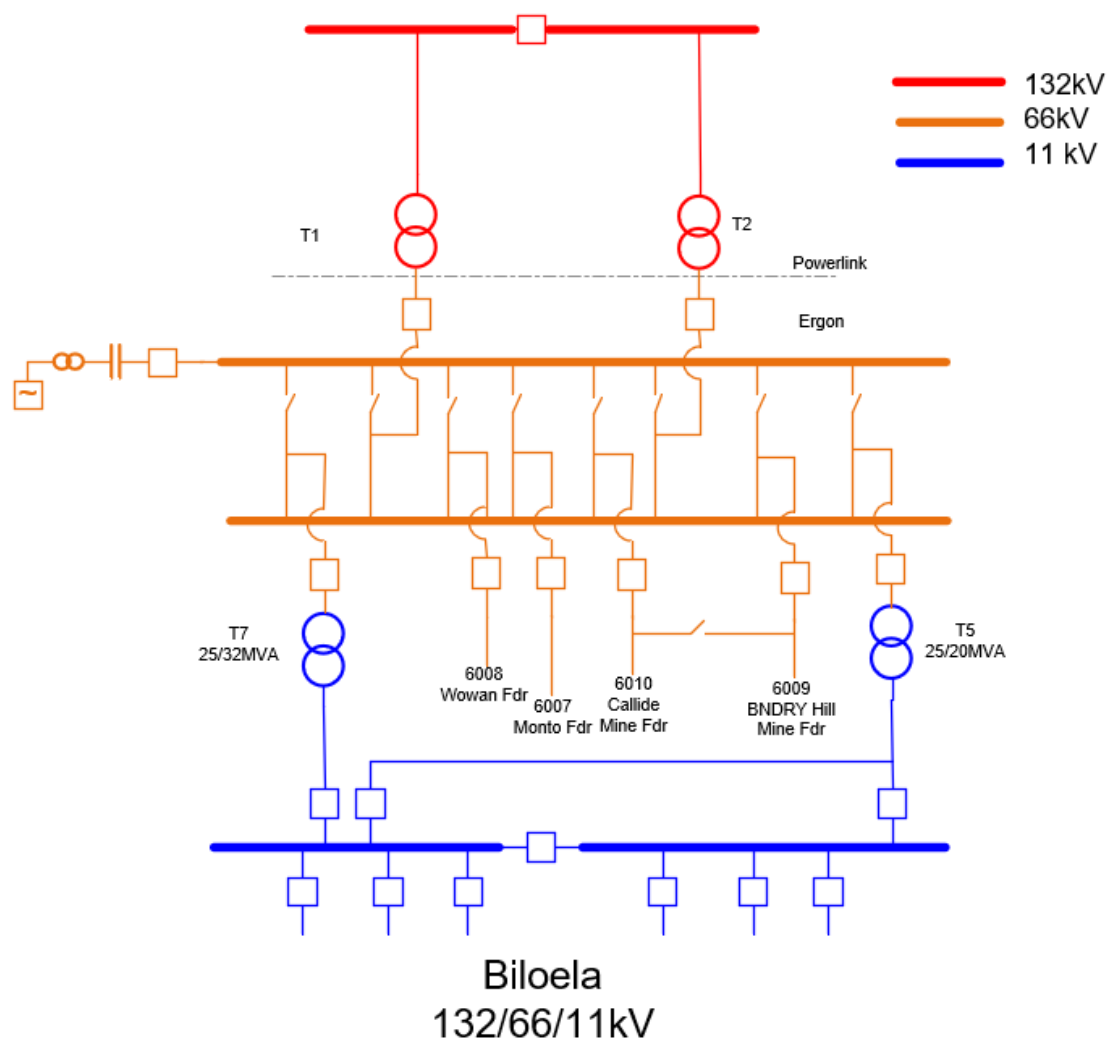 132kV
66kV
11 kV
T1
T2
Powerlink
Ergon
~
T7
25/32MVA
T5
25/20MVA
6008
Wowan Fdr
6007
Monto Fdr
6010
Callide
Mine Fdr
6009
BNDRY Hill
Mine Fdr
Biloela
132/66/11kV